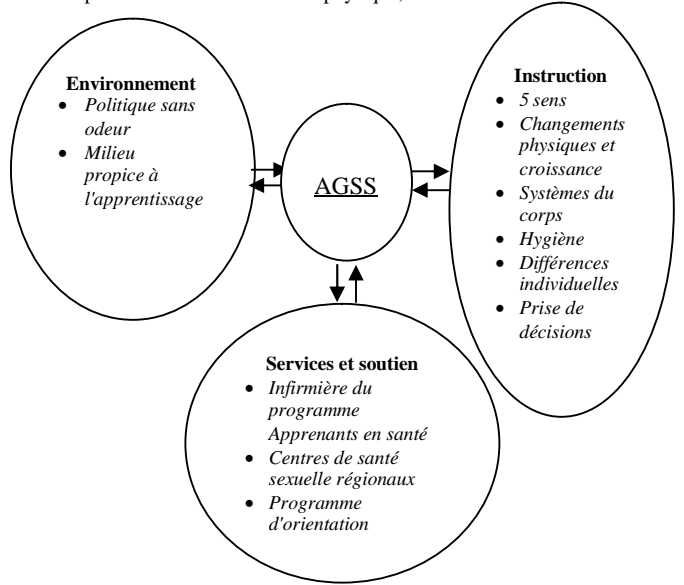 Environnement
• Politique sans
odeur
• Milieu
propice à
l'apprentissage
AGSS
Instruction
• 5 sens
• Changements
physiques et
croissance
• Systèmes du
corps
• Hygiène
• Différences
individuelles
• Prise de
décisions
Services et soutien
• Infirmière du
programme
Apprenants en santé
• Centres de santé
sexuelle régionaux
• Programme
d'orientation